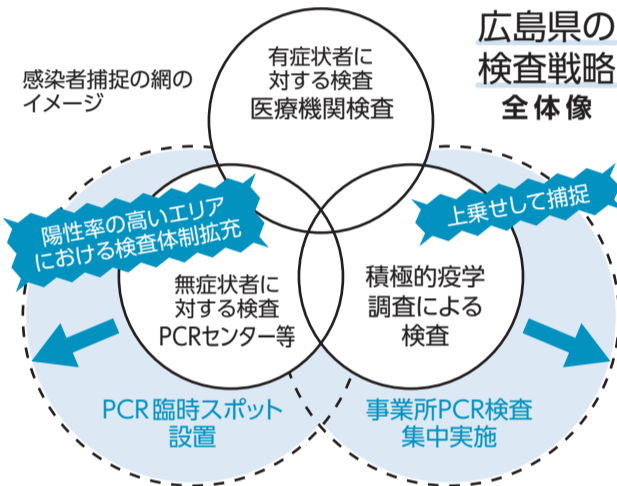 広島県の
検査戦略
全体像
感染者捕捉の網の
イメージ
有症状者に
対する検査
医療機関検査
陽性率の高いエリア
における検査体制拡充
上乗せして捕捉
無症状者に
対する検査
PCRセンター等
積極的疫学
調査による
検査
PCR臨時スポット
設置
事業所PCR検査
集中実施